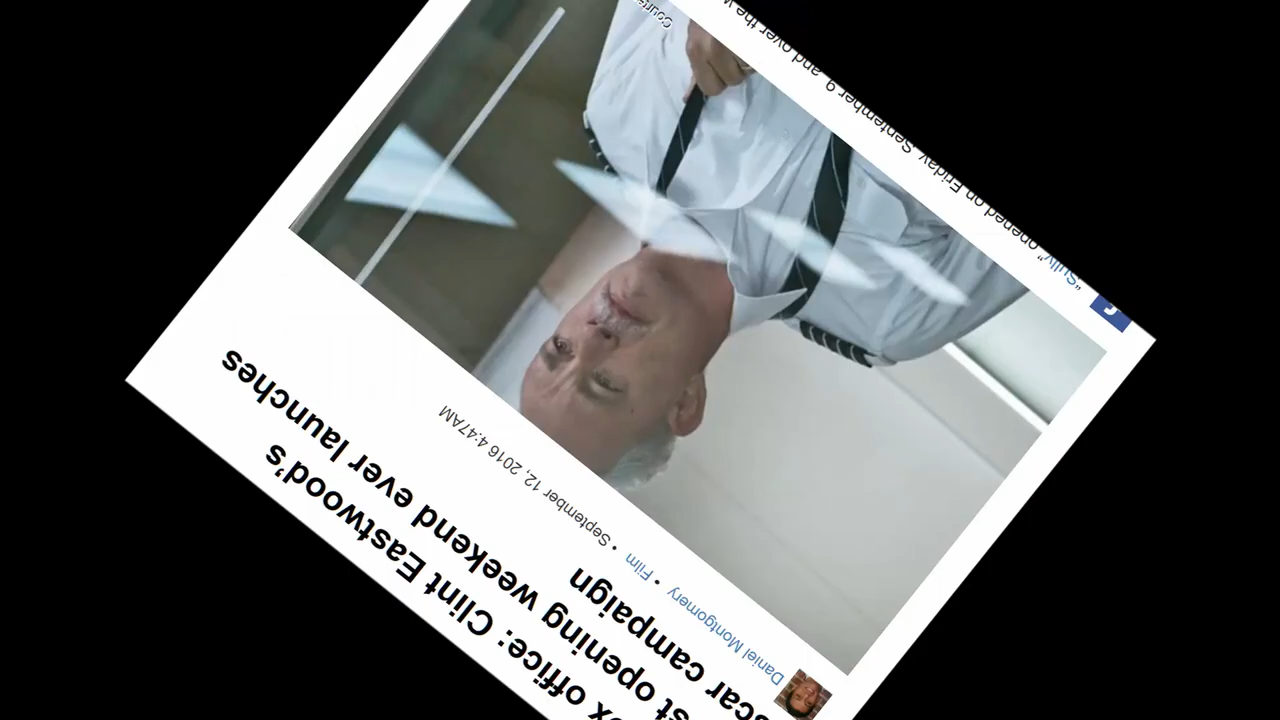 ox office: Clint Eastwood's
st opening weekend ever launches
scar campaign
Daniel Montgomery • Film • September 12, 2016 4:47AM
Courte
"Sully" opened on Friday, September 9 and over the w